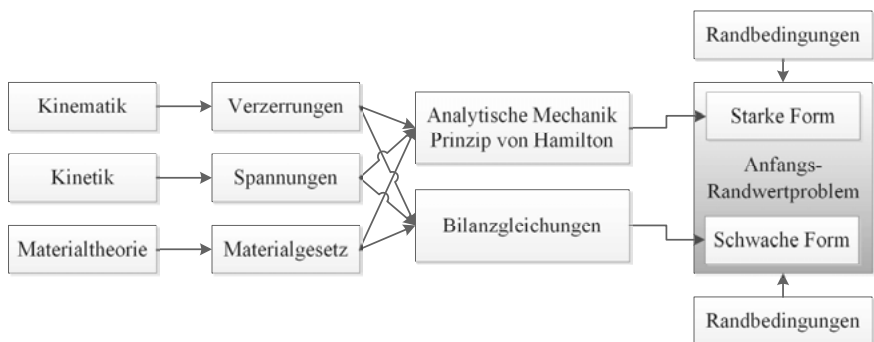 Randbedingungen
Kinematik
Verzerrungen
Analytische Mechanik
Prinzip von Hamilton
Starke Form
Kinetik
Spannungen
Anfangs-
Randwertproblem
Materialtheorie
Materialgesetz
Bilanzgleichungen
Schwache Form
Randbedingungen